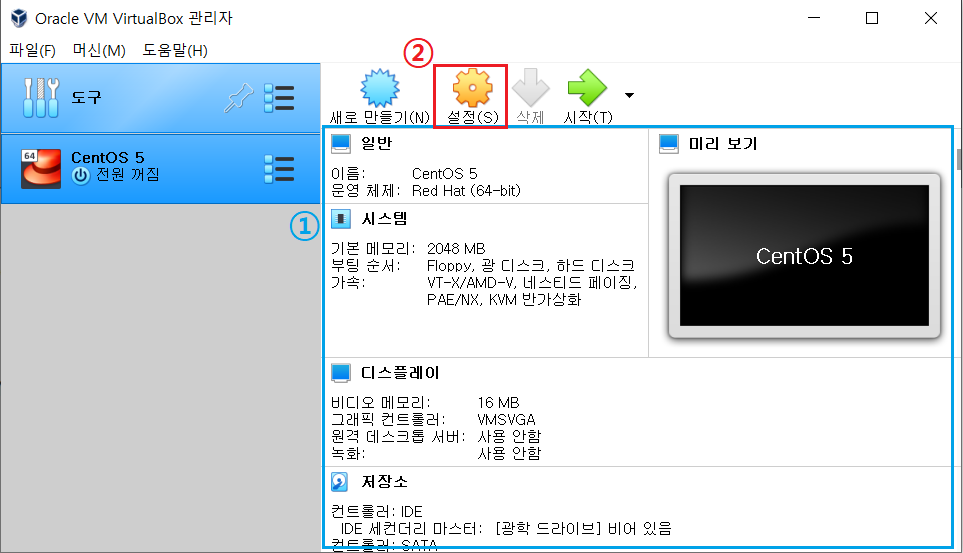 Oracle VM VirtualBox 관리자
파일(F) 머신(M) 도움말(H)
도구
64
CentOS 5
전원 꺼짐
②
새로 만들기(N) 설정(S) 삭제 시작(T)
①
일반
이름: CentOS 5
운영 체제: Red Hat (64-bit)
시스템
기본 메모리: 2048 MB
부팅 순서: Floppy, 광 디스크, 하드 디스크
가속: VT-X/AMD-V, 네스티드 페이징,
PAE/NX, KVM 반가상화
미리 보기
CentOS 5
디스플레이
비디오 메모리: 16 MB
그래픽 컨트롤러: VMSVGA
원격 데스크톱 서버: 사용 안함
녹화: 사용 안함
저장소
컨트롤러: IDE
IDE 세컨더리 마스터: [광학 드라이브] 비어 있음
컨트롤러: SATA